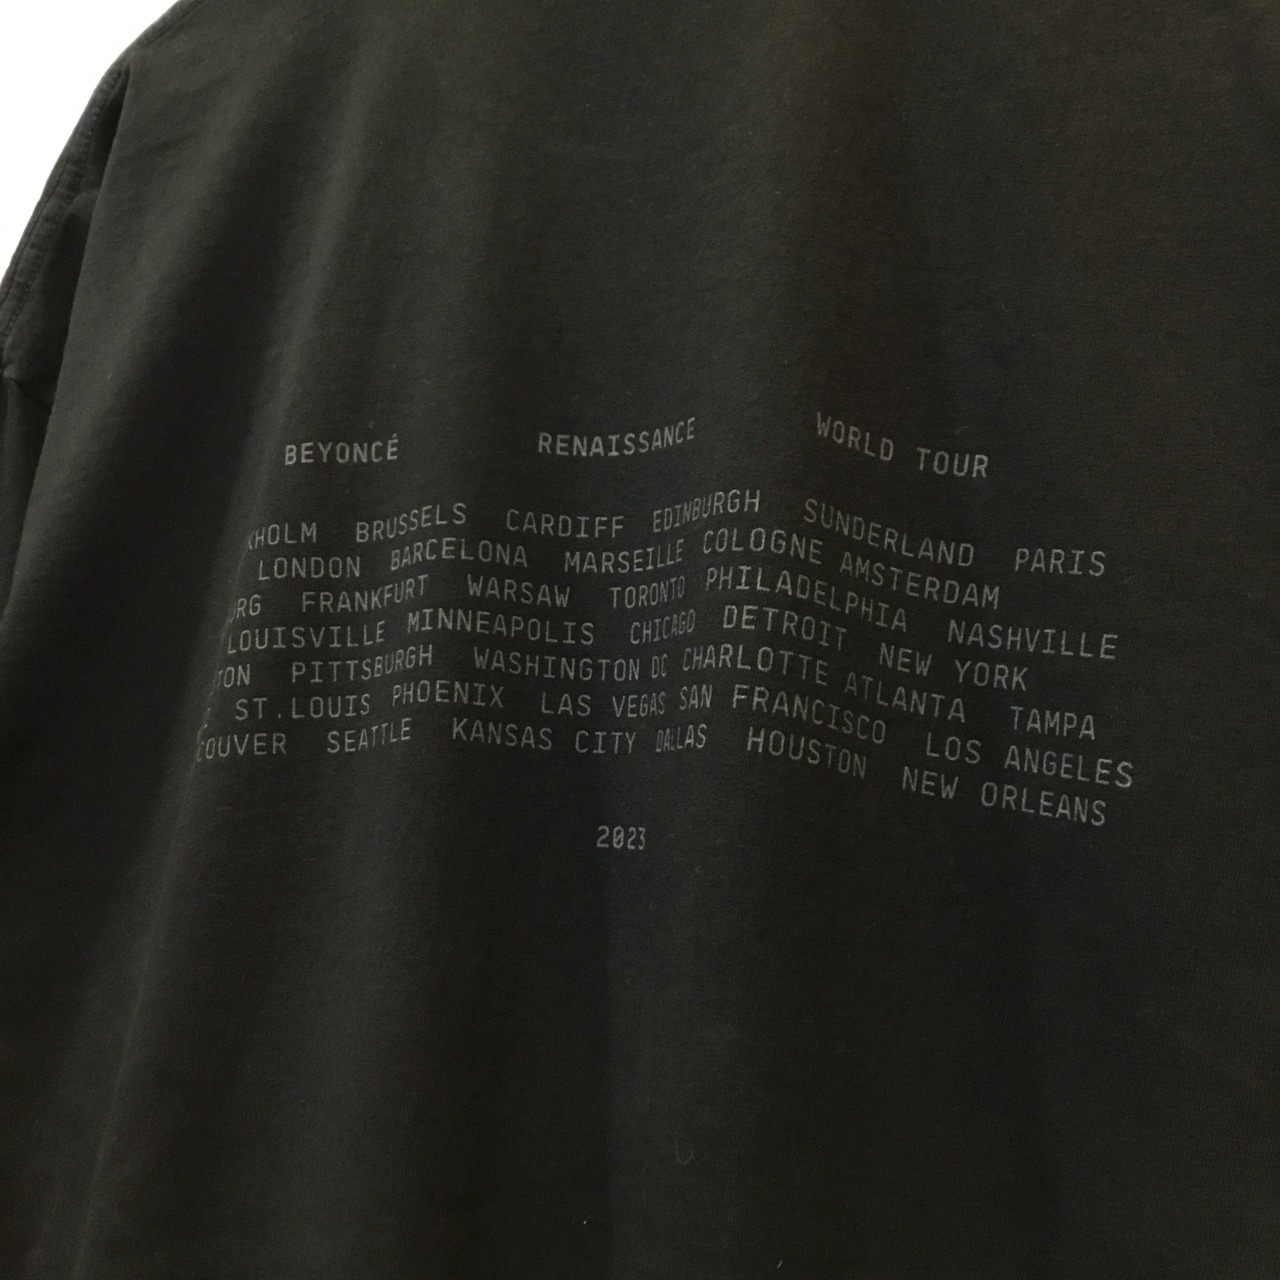 BEYONCÉ RENAISSANCE WORLD TOUR
KHOLM BRUSSELS CARDIFF EDINBURGH SUNDERLAND PARIS
LONDON BARCELONA MARSEILLE COLOGNE AMSTERDAM
URG FRANKFURT WARSAW TORONTO PHILADELPHIA NASHVILLE
LOUISVILLE MINNEAPOLIS CHICAGO DETROIT NEW YORK
TON PITTSBURGH WASHINGTON DC CHARLOTTE ATLANTA TAMPA
ST.LOUIS PHOENIX LAS VEGAS SAN FRANCISCO LOS ANGELES
COUVER SEATTLE KANSAS CITY DALLAS HOUSTON NEW ORLEANS
2023